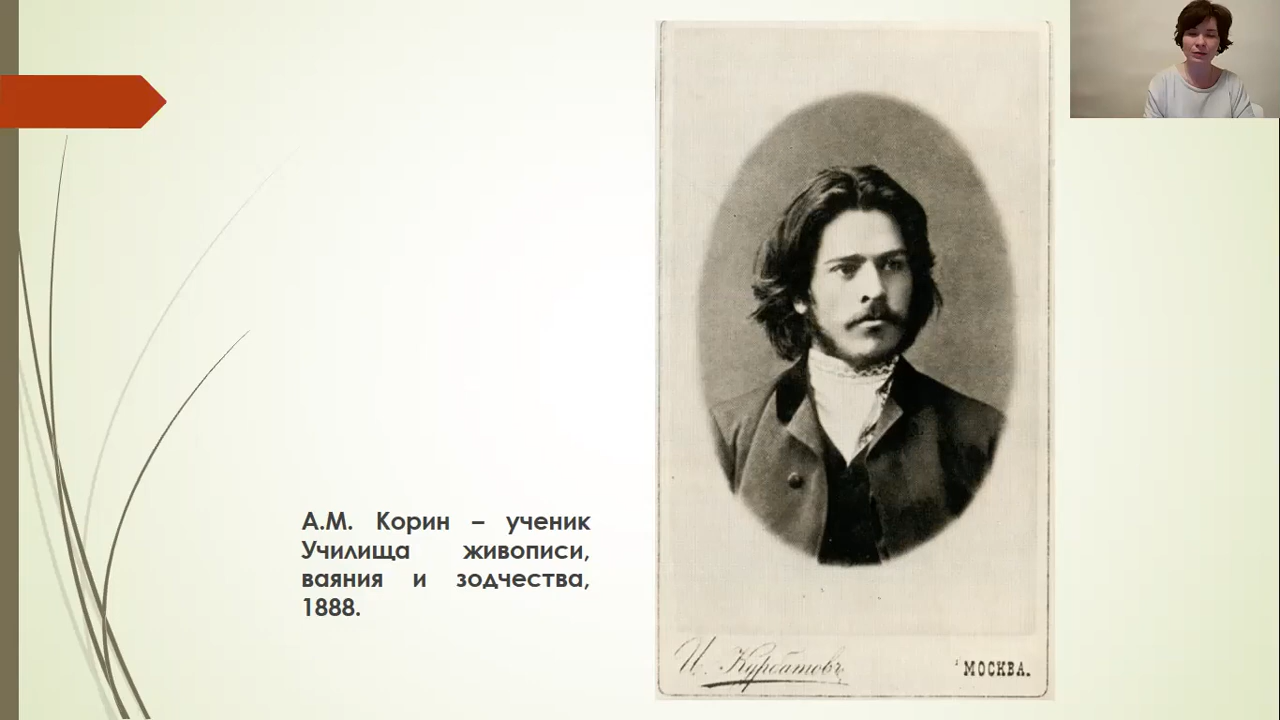 А.М. Корин – ученик
Училища живописи,
ваяния и зодчества,
1888.
И. Курбатовъ
МОСКВА.